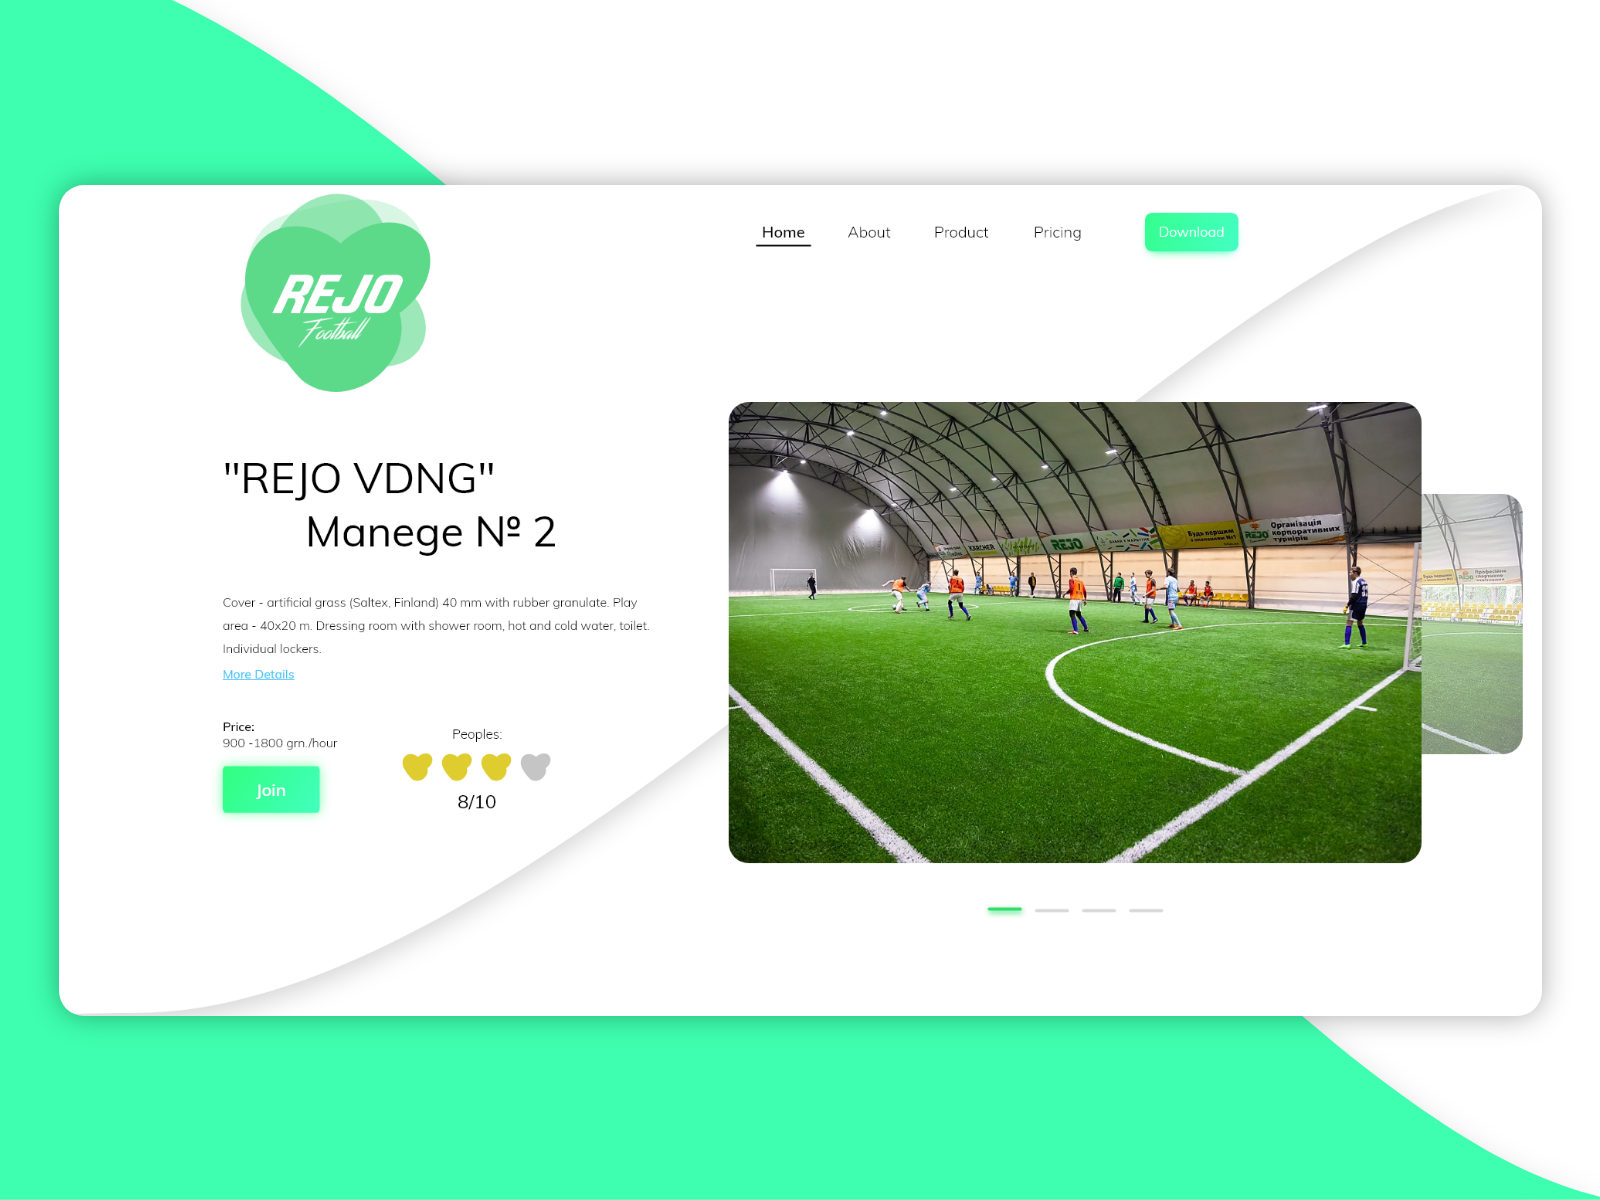 REJO
Football
Home About Product Pricing Download
"REJO VDNG"
Manege № 2
Cover - artificial grass (Saltex, Finland) 40 mm with rubber granulate. Play
area - 40x20 m. Dressing room with shower room, hot and cold water, toilet.
Individual lockers.
More Details
Price:
900 -1800 grn./hour
Join
Peoples:
8/10
KARCHER
REJO
Будь першим
REJO
Організація
корпоративних
турнірів